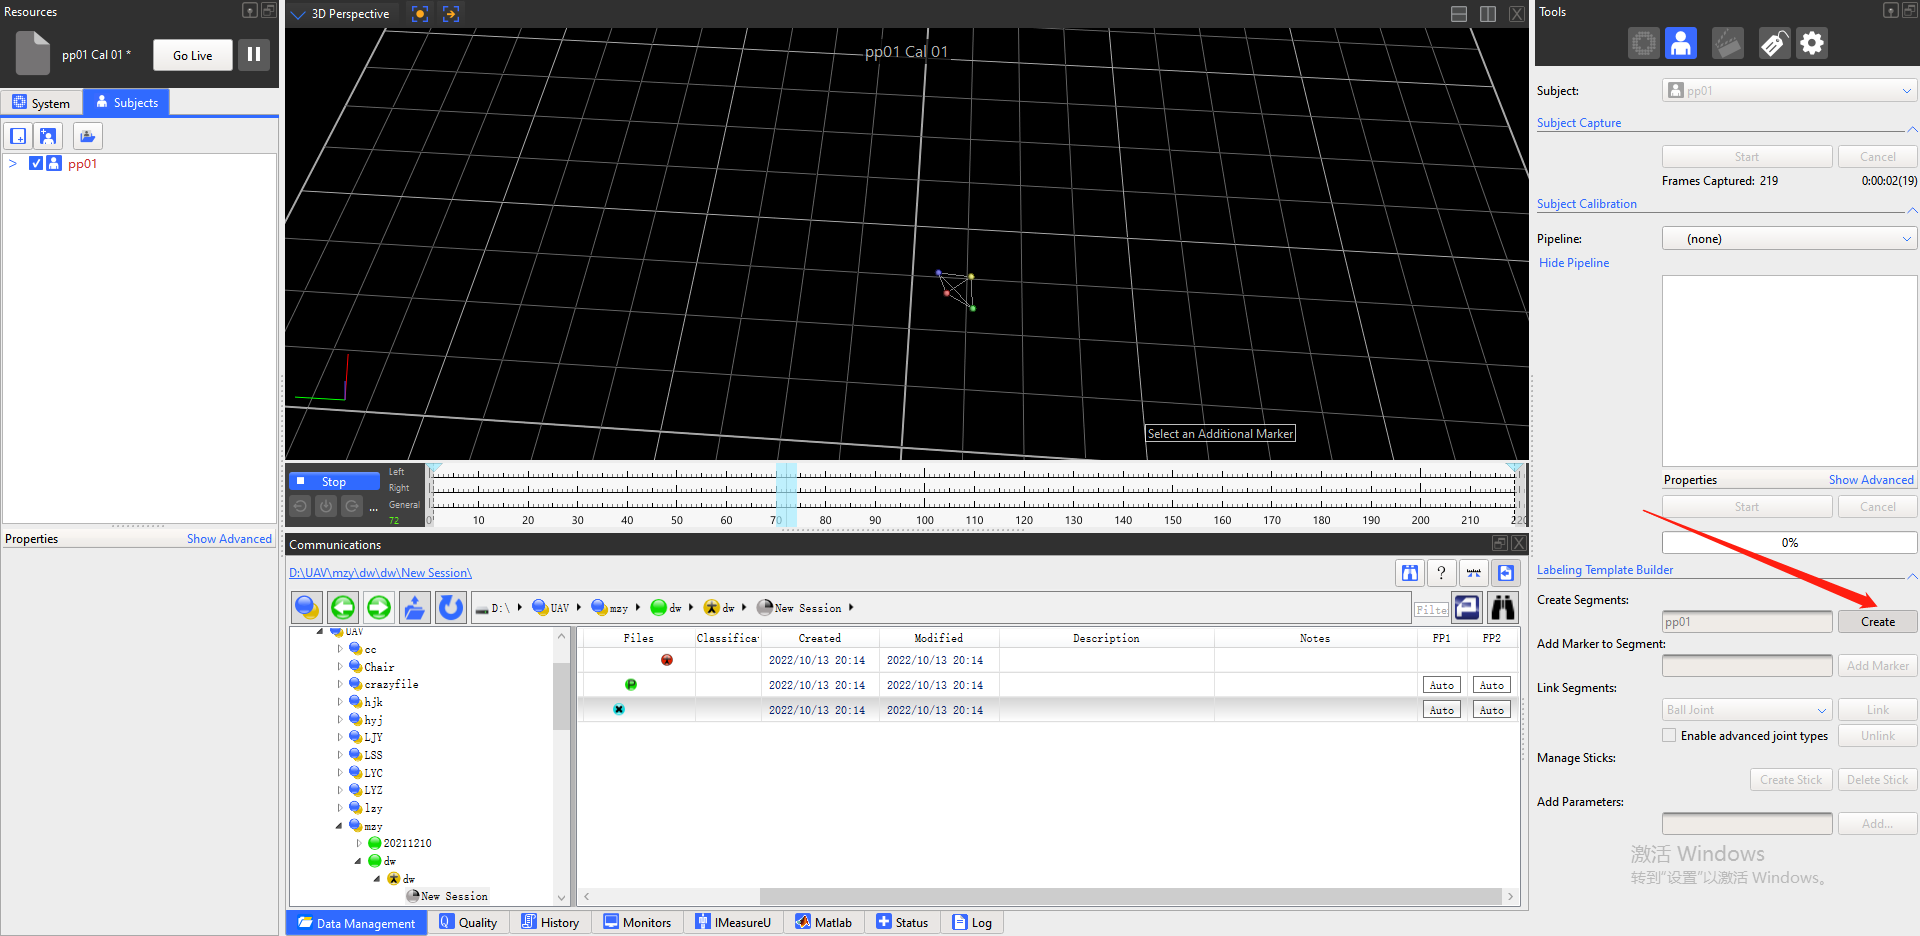 Resources
pp01 Cal 01 *
Go Live
System
Subjects
pp01
Properties
Show Advanced
3D Perspective
pp01 Cal 01
Select an Additional Marker
Stop
...
Left
Right
General
72
0 10 20 30 40 50 60 70 80 90 100 110 120 130 140 150 160 170 180 190 200 210 220
Communications
D:\UAV\mzy\dw\dw\New Session\
D:\ UAV mzy dw dw New Session
Filte
UAV
cc
Chair
crazyfile
hjk
hyj
LJY
LSS
LYC
LYZ
lzy
mzy
20211210
dw
dw
New Session
Files Classificat Created Modified Description Notes FP1 FP2
2022/10/13 20:14 2022/10/13 20:14
2022/10/13 20:14 2022/10/13 20:14 Auto Auto
2022/10/13 20:14 2022/10/13 20:14 Auto Auto
Data Management
Quality
History
Monitors
IMeasureU
Matlab
Status
Log
Tools
Subject: pp01
Subject Capture
Start Cancel
Frames Captured: 219 0:00:02(19)
Subject Calibration
Pipeline: (none)
Hide Pipeline
Properties Show Advanced
Start Cancel
0%
Labeling Template Builder
Create Segments:
pp01 Create
Add Marker to Segment:
Add Marker
Link Segments:
Ball Joint Link
Enable advanced joint types Unlink
Manage Sticks:
Create Stick Delete Stick
Add Parameters:
Add...
激活 Windows
转到"设置"以激活 Windows。